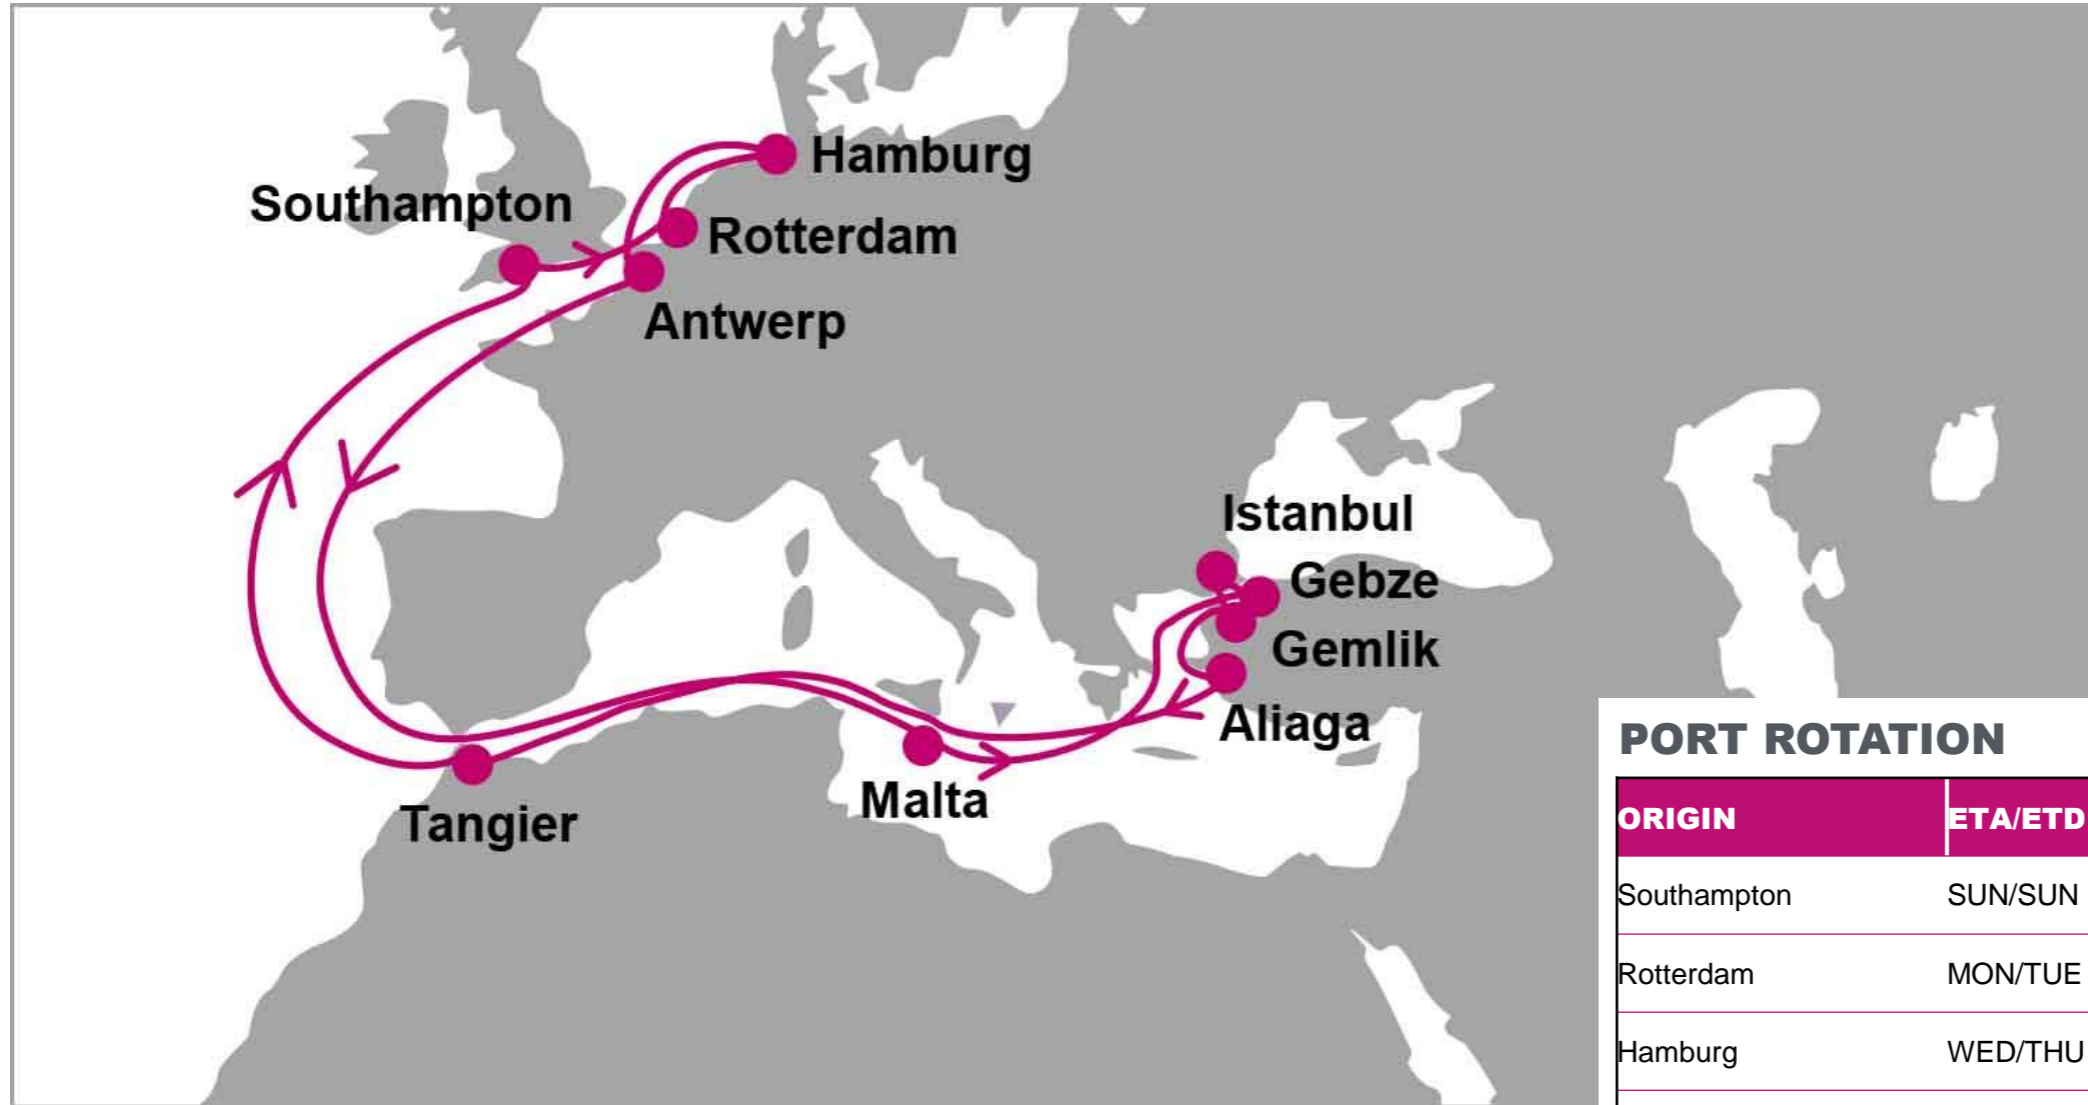 Hamburg
Southampton
Rotterdam
Antwerp
Istanbul
Gebze
Gemlik
Aliaga
Malta
Tangier
PORT ROTATION
ORIGIN ETA/ETD
Southampton SUN/SUN
Rotterdam MON/TUE
Hamburg WED/THU